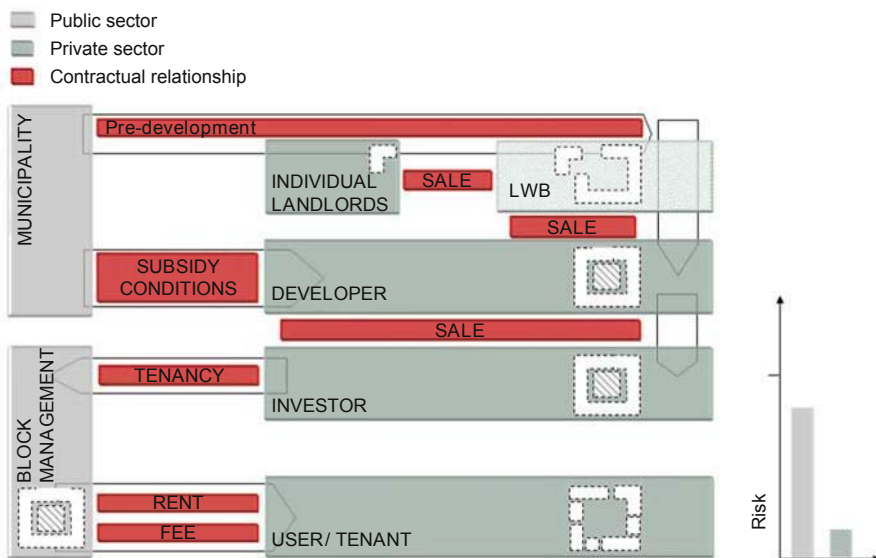 Public sector
Private sector
Contractual relationship
MUNICIPALITY
Pre-development
INDIVIDUAL
LANDLORDS
SALE
LWB
SALE
SUBSIDY
CONDITIONS
DEVELOPER
SALE
BLOCK
MANAGEMENT
TENANCY
INVESTOR
RENT
FEE
USER/ TENANT
Risk